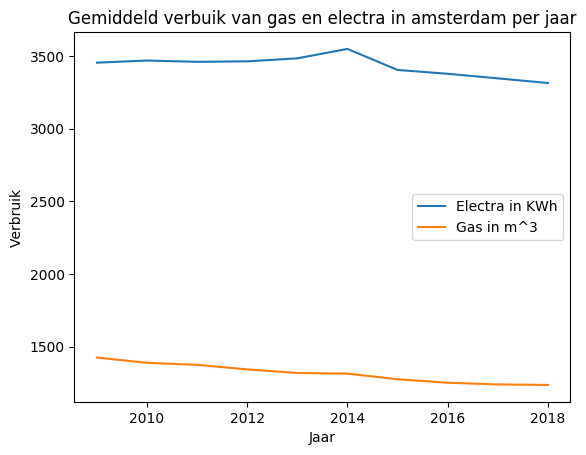 Gemiddeld verbuik van gas en electra in amsterdam per jaar
3500
3000
2500
2000
1500
Verbruik
Electra in KWh
Gas in m^3
2010 2012 2014 2016 2018
Jaar